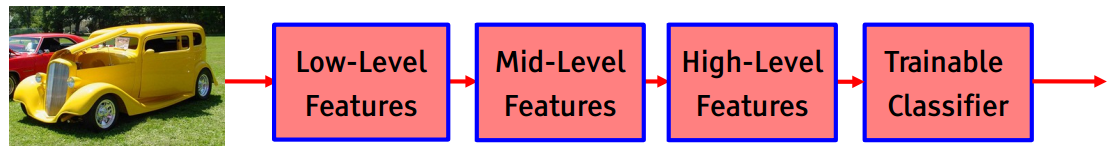 Low-Level
Features
Mid-Level
Features
High-Level
Features
Trainable
Classifier